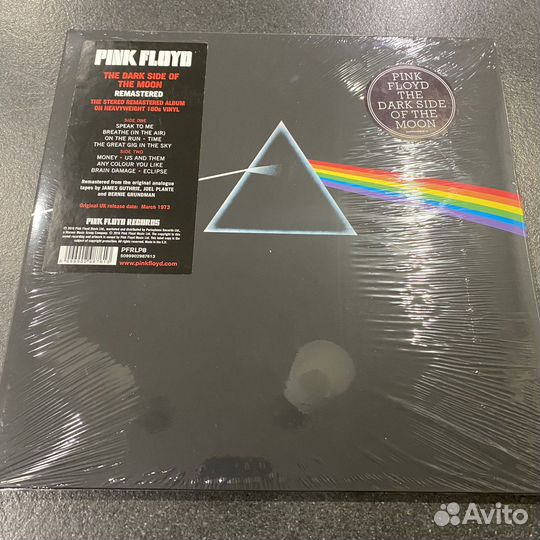 PINK FLOYD
THE DARK SIDE OF
THE MOON
REMASTERED
THE STEREO REMASTERED ALBUM
ON HEAVYWEIGHT 180g VINYL
SIDE ONE
SPEAK TO ME
BREATHE (IN THE AIR)
ON THE RUN • TIME
THE GREAT GIG IN THE SKY
SIDE TWO
MONEY • US AND THEM
ANY COLOUR YOU LIKE
BRAIN DAMAGE • ECLIPSE
Remastered from the original analogue
tapes by JAMES GUTHRIE, JOEL PLANTE
and BERNIE GRUNDMAN
Original UK release date: March 1973
PINK FLOYD RECORDS
PFRLP8
5099902987613
www.pinkfloyd.com
PINK
FLOYD
THE
DARK SIDE
OF THE
MOON
Avito